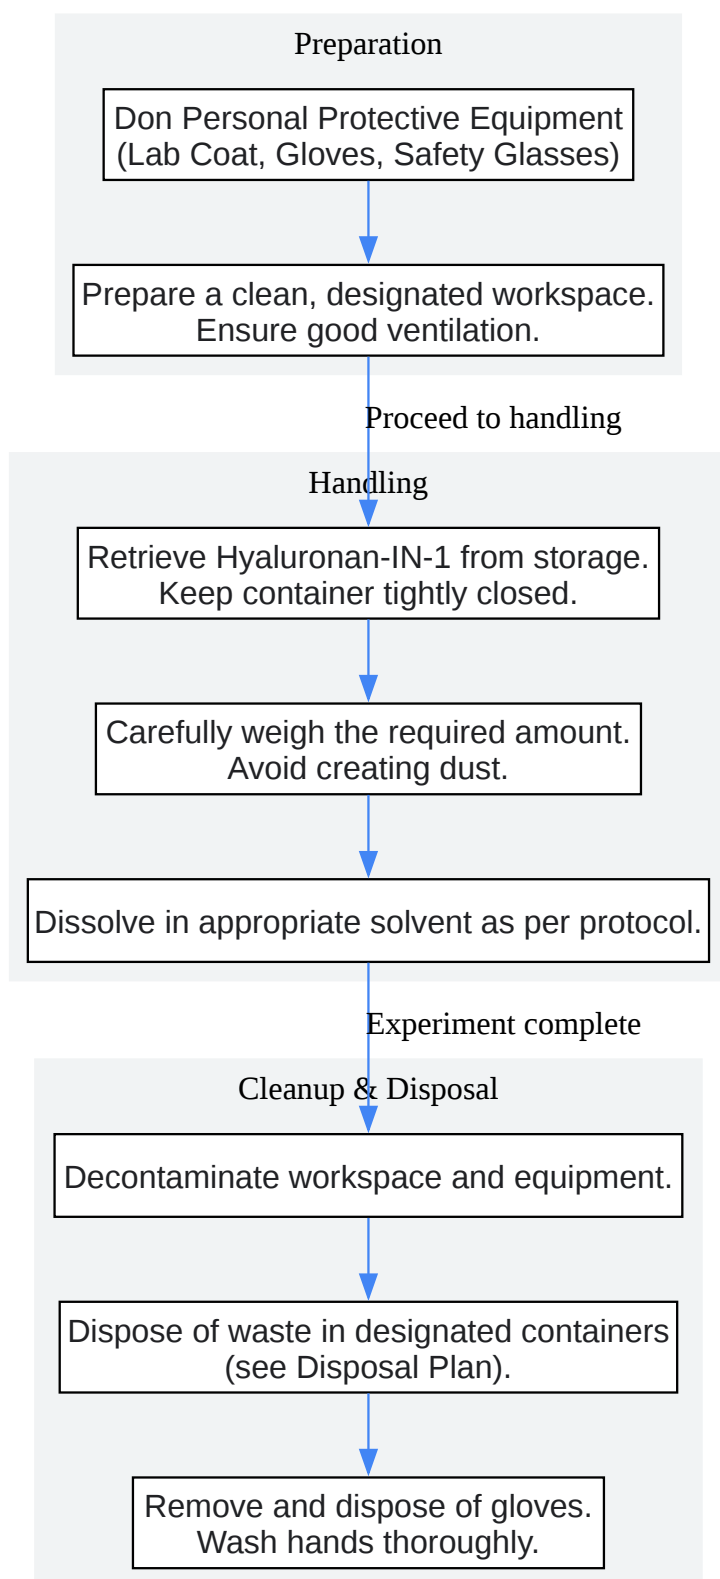 Preparation
Don Personal Protective Equipment
(Lab Coat, Gloves, Safety Glasses)
Prepare a clean, designated workspace.
Ensure good ventilation.
Proceed to handling
Handling
Retrieve Hyaluronan-IN-1 from storage.
Keep container tightly closed.
Carefully weigh the required amount.
Avoid creating dust.
Dissolve in appropriate solvent as per protocol.
Experiment complete
Cleanup & Disposal
Decontaminate workspace and equipment.
Dispose of waste in designated containers
(see Disposal Plan).
Remove and dispose of gloves.
Wash hands thoroughly.